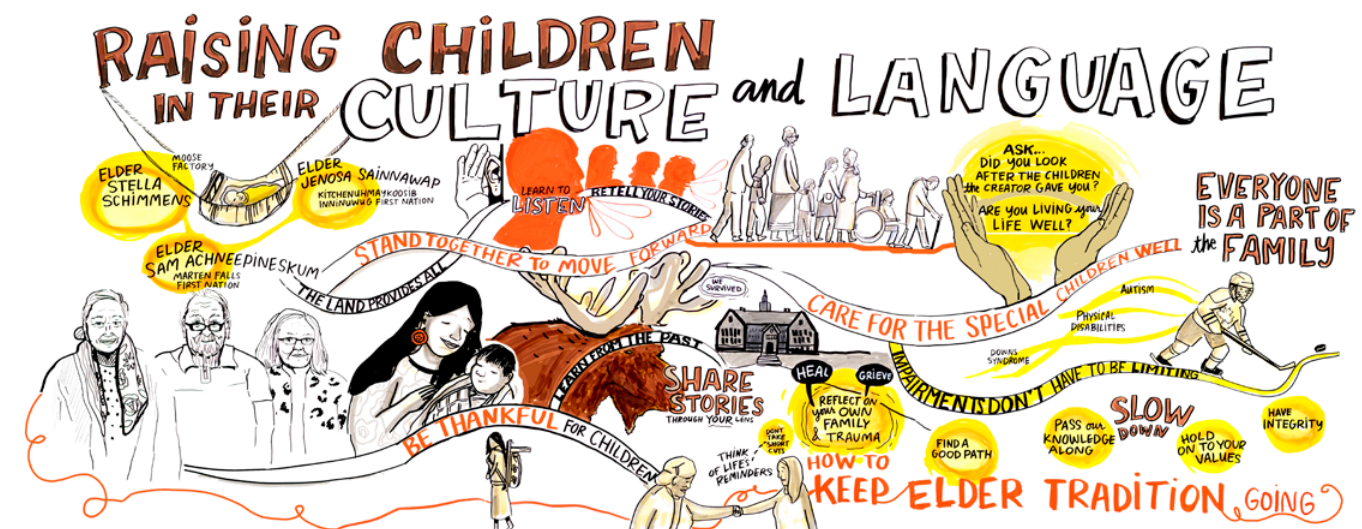 RAISING CHILDREN
IN THEIR CULTURE and LANGUAGE
MOOSE
FACTORY
ELDER
STELLA
SCHIMMENS
ELDER
JENOSA SAINNAWAP
KITCHENUHMAYKOOSIB
INNINUWUG FIRST NATION
ELDER
SAM ACHNEEPINESKUM
MARTEN FALLS
FIRST NATION
LEARN TO
LISTEN
RETELL YOUR STORIES
STAND TOGETHER TO MOVE FORWARD
THE LAND PROVIDES ALL
ASK...
DID YOU LOOK
AFTER THE CHILDREN
the CREATOR GAVE YOU?
ARE YOU LIVING your
LIFE WELL?
EVERYONE
IS A PART OF
the FAMILY
WE
SURVIVED
CARE FOR THE SPECIAL CHILDREN WELL
AUTISM
PHYSICAL
DISABILITIES
DOWNS
SYNDROME
IMPAIRMENTS DON'T HAVE TO BE LIMITING
LEARN FROM THE PAST
SHARE
STORIES
THROUGH YOUR LENS
HEAL
GRIEVE
REFLECT ON
your OWN
FAMILY
& TRAUMA
BE THANKFUL FOR CHILDREN
DON'T
TAKE
SHORT
CUTS
THINK
OF LIFES'
REMINDERS
FIND A
GOOD PATH
PASS our
KNOWLEDGE
ALONG
SLOW
DOWN
HOLD
ON TO YOUR
VALUES
HAVE
INTEGRITY
HOW TO
KEEP ELDER TRADITION GOING